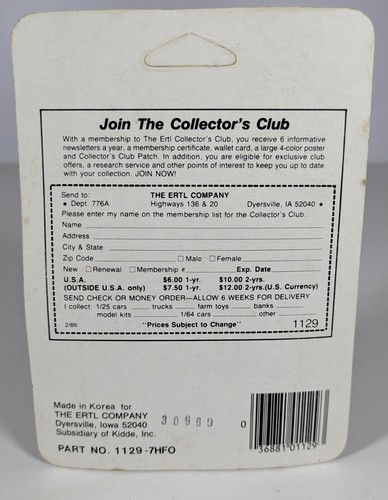 Join The Collector's Club
With a membership to The Ertl Collector's Club, you receive 6 informative
newsletters a year, a membership certificate, wallet card, a large 4-color poster
and Collector's Club Patch. In addition, you are eligible for exclusive club
offers, a research service and other points of interest to keep you up to date
with your collection. JOIN NOW!
Send to: THE ERTL COMPANY
★ Dept. 776A Highways 136 & 20 Dyersville, IA 52040 ★
Please enter my name on the membership list for the Collector's Club.
Name
Address
City & State
Zip Code □ Male □ Female
New □ Renewal □ Membership # Exp. Date
U.S.A. $6.00 1-yr. $10.00 2-yrs.
(OUTSIDE U.S.A. only) $7.50 1-yr. $12.00 2-yrs. (U.S. Currency)
SEND CHECK OR MONEY ORDER—ALLOW 6 WEEKS FOR DELIVERY
I collect: 1/25 cars trucks farm toys banks
model kits 1/64 cars other
2/86 "Prices Subject to Change" 1129
Made in Korea for
THE ERTL COMPANY
Dyersville, Iowa 52040
Subsidiary of Kidde, Inc.
PART NO. 1129-7HFO
0 36881 01129